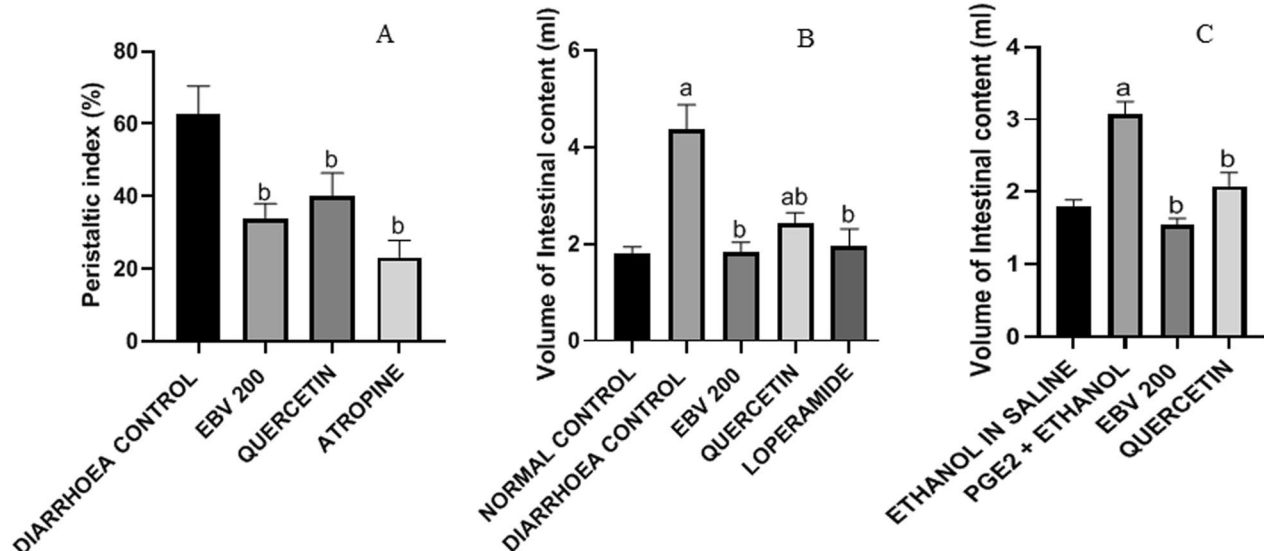 A
Peristaltic index (%)
80
60
40
20
0
b
b
b
DIARRHOEA CONTROL
EBV 200
QUERCETIN
ATROPINE
B
Volume of Intestinal content (ml)
6
4
2
0
a
b
ab
b
NORMAL CONTROL
DIARRHOEA CONTROL
EBV 200
QUERCETIN
LOPERAMIDE
C
Volume of Intestinal content (ml)
4
3
2
1
0
a
b
b
ETHANOL IN SALINE
PGE2 + ETHANOL
EBV 200
QUERCETIN